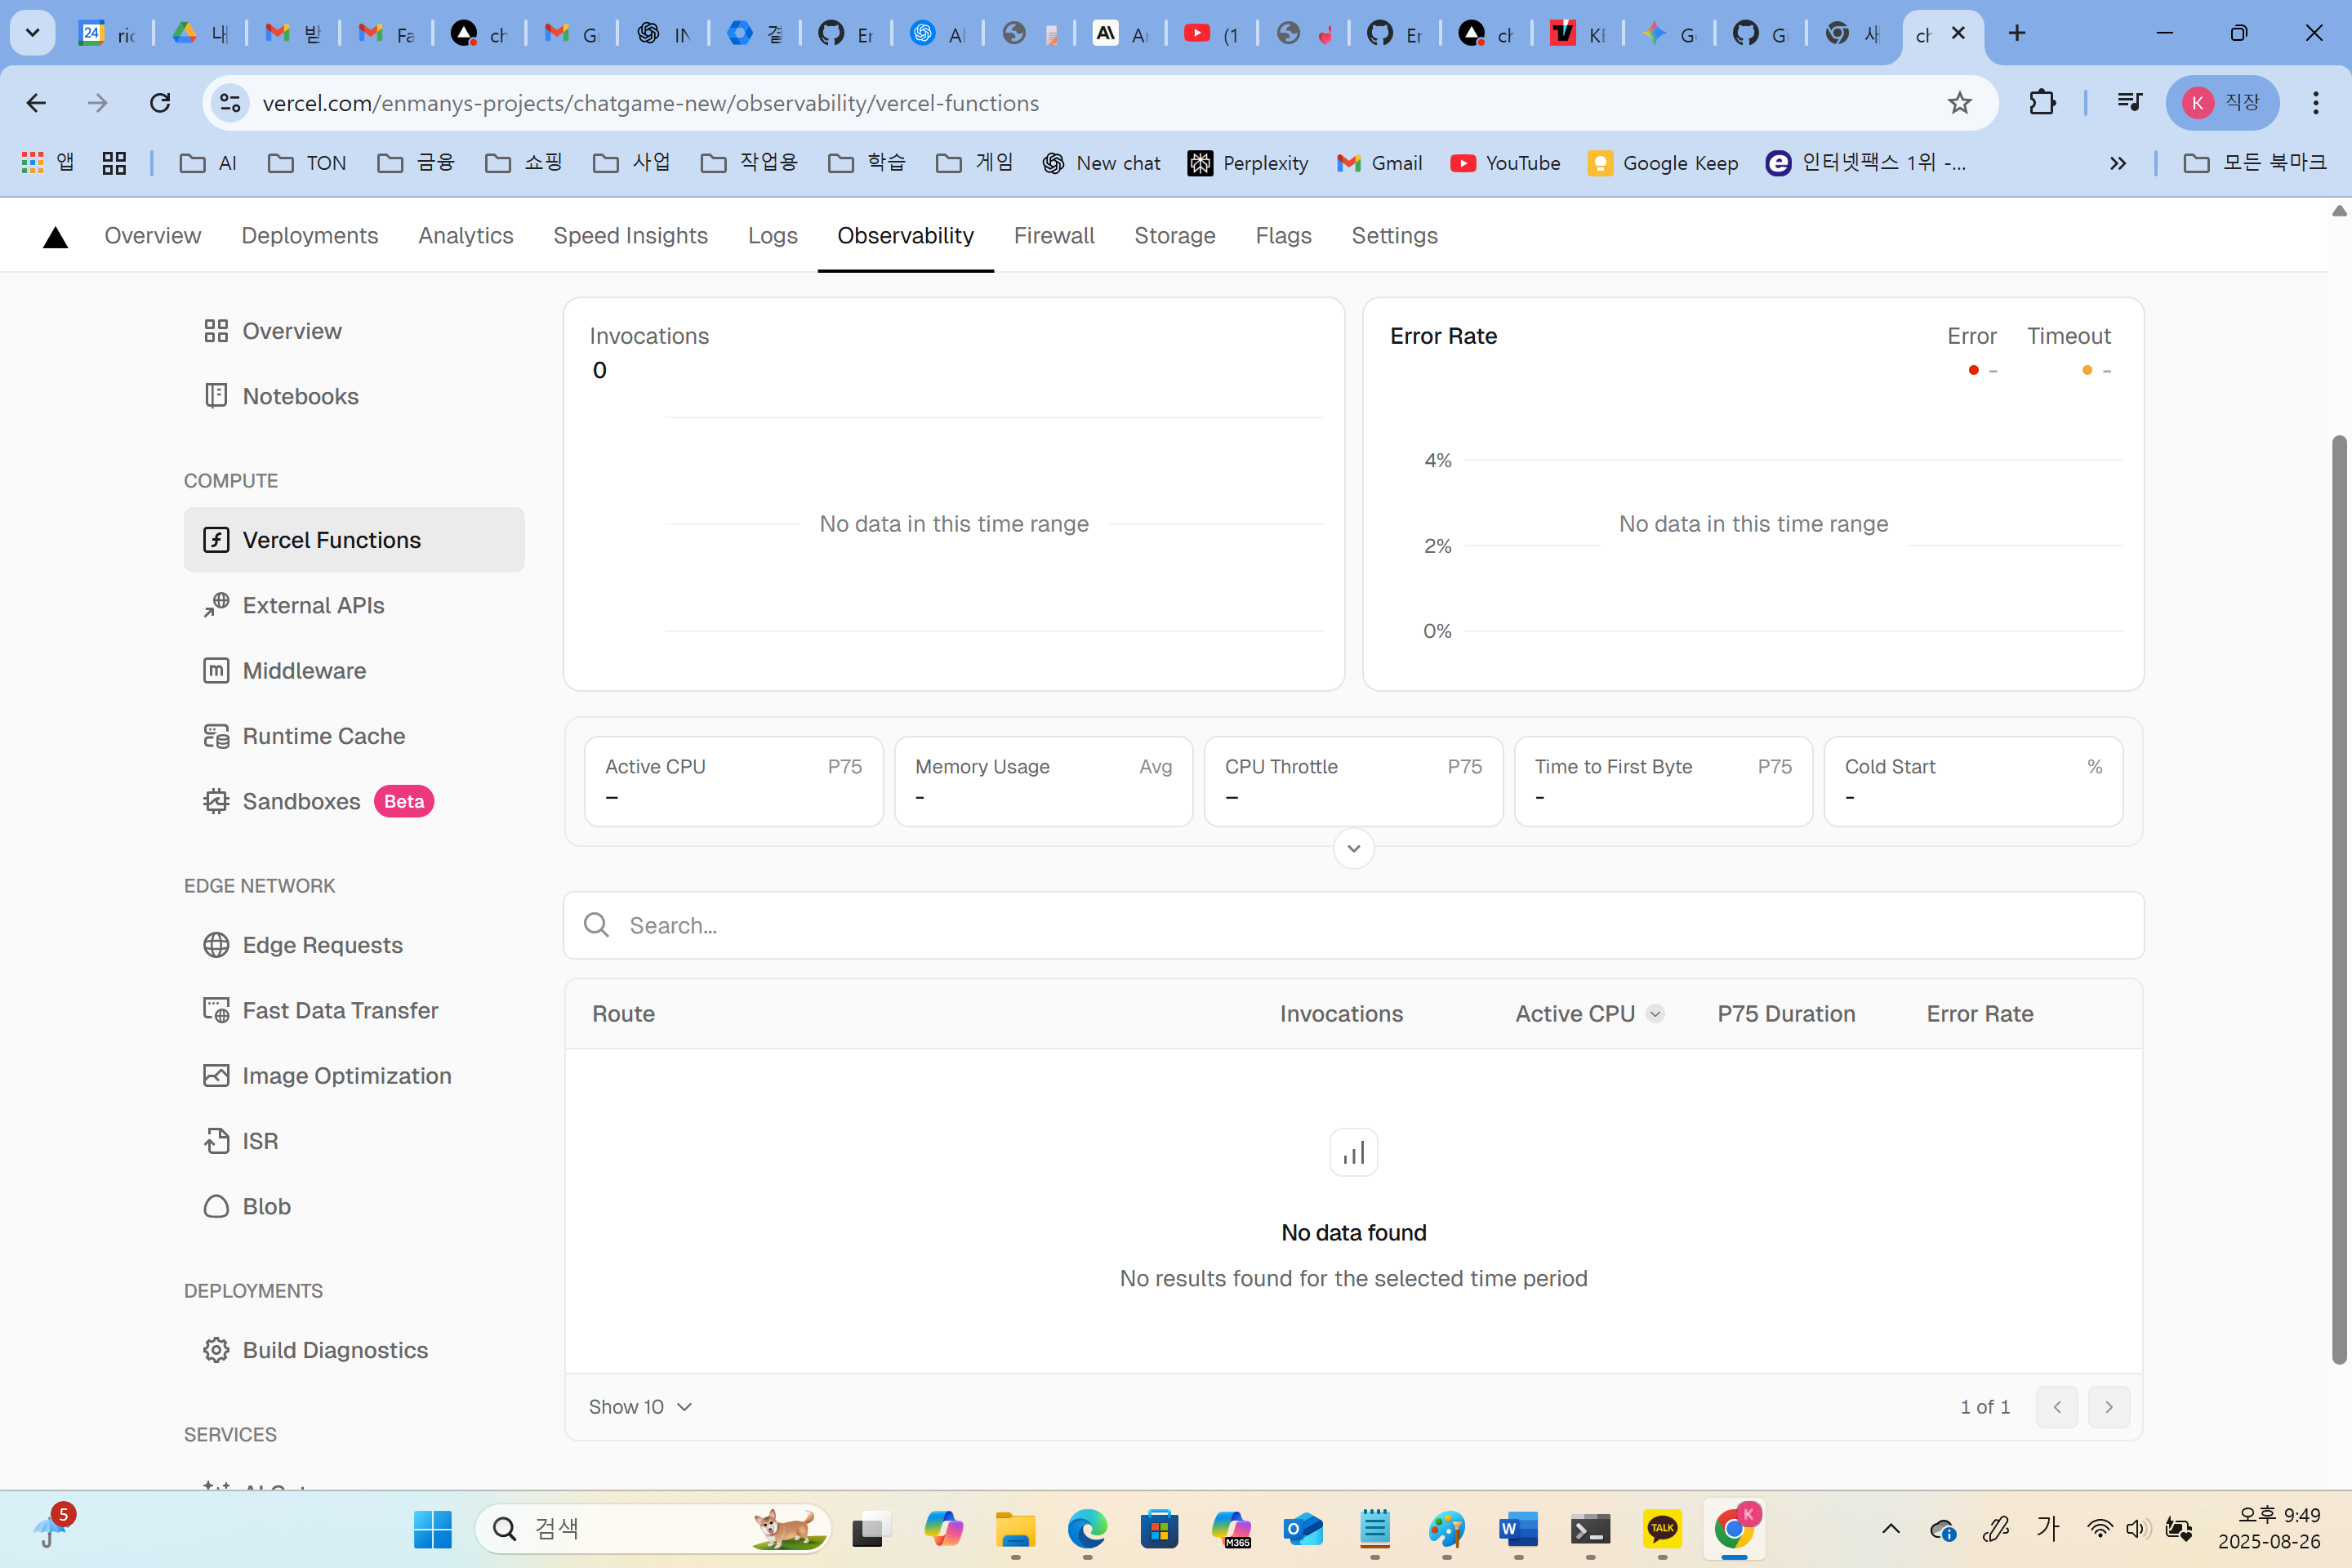 24 ric
내
받
Fa
ch
G
IN
결
Er
AI
A
(1
Er
ch
KE
G
G
새
ch
vercel.com/enmanys-projects/chatgame-new/observability/vercel-functions
K 직장
앱
AI
TON
금융
쇼핑
사업
작업용
학습
게임
New chat
Perplexity
Gmail
YouTube
Google Keep
인터넷팩스 1위 -...
모든 북마크
Overview Deployments Analytics Speed Insights Logs Observability Firewall Storage Flags Settings
Overview
Notebooks
COMPUTE
Vercel Functions
External APIs
Middleware
Runtime Cache
Sandboxes Beta
EDGE NETWORK
Edge Requests
Fast Data Transfer
Image Optimization
ISR
Blob
DEPLOYMENTS
Build Diagnostics
SERVICES
Invocations
0
No data in this time range
Error Rate
Error Timeout
– –
4%
No data in this time range
2%
0%
Active CPU P75
–
Memory Usage Avg
-
CPU Throttle P75
–
Time to First Byte P75
-
Cold Start %
-
Search...
Route Invocations Active CPU P75 Duration Error Rate
No data found
No results found for the selected time period
Show 10
1 of 1
5
검색
M365
TALK
K
가
오후 9:49
2025-08-26